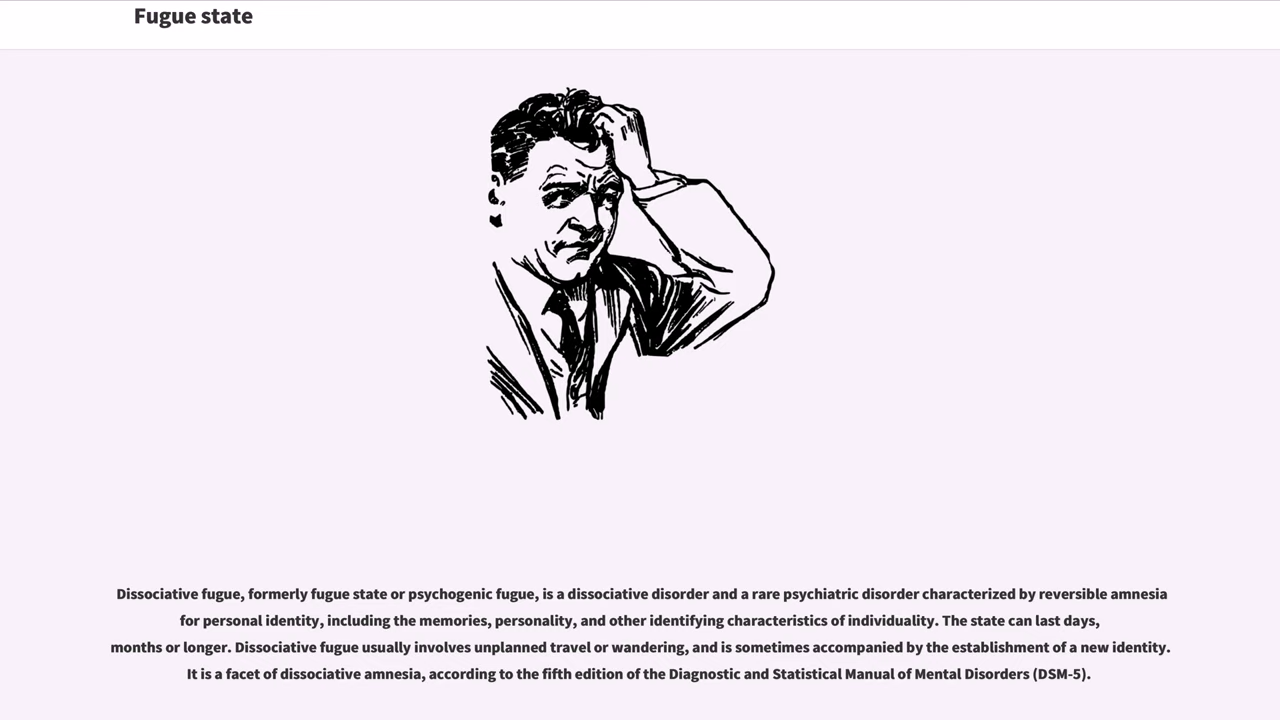 Fugue state
Dissociative fugue, formerly fugue state or psychogenic fugue, is a dissociative disorder and a rare psychiatric disorder characterized by reversible amnesia
for personal identity, including the memories, personality, and other identifying characteristics of individuality. The state can last days,
months or longer. Dissociative fugue usually involves unplanned travel or wandering, and is sometimes accompanied by the establishment of a new identity.
It is a facet of dissociative amnesia, according to the fifth edition of the Diagnostic and Statistical Manual of Mental Disorders (DSM-5).